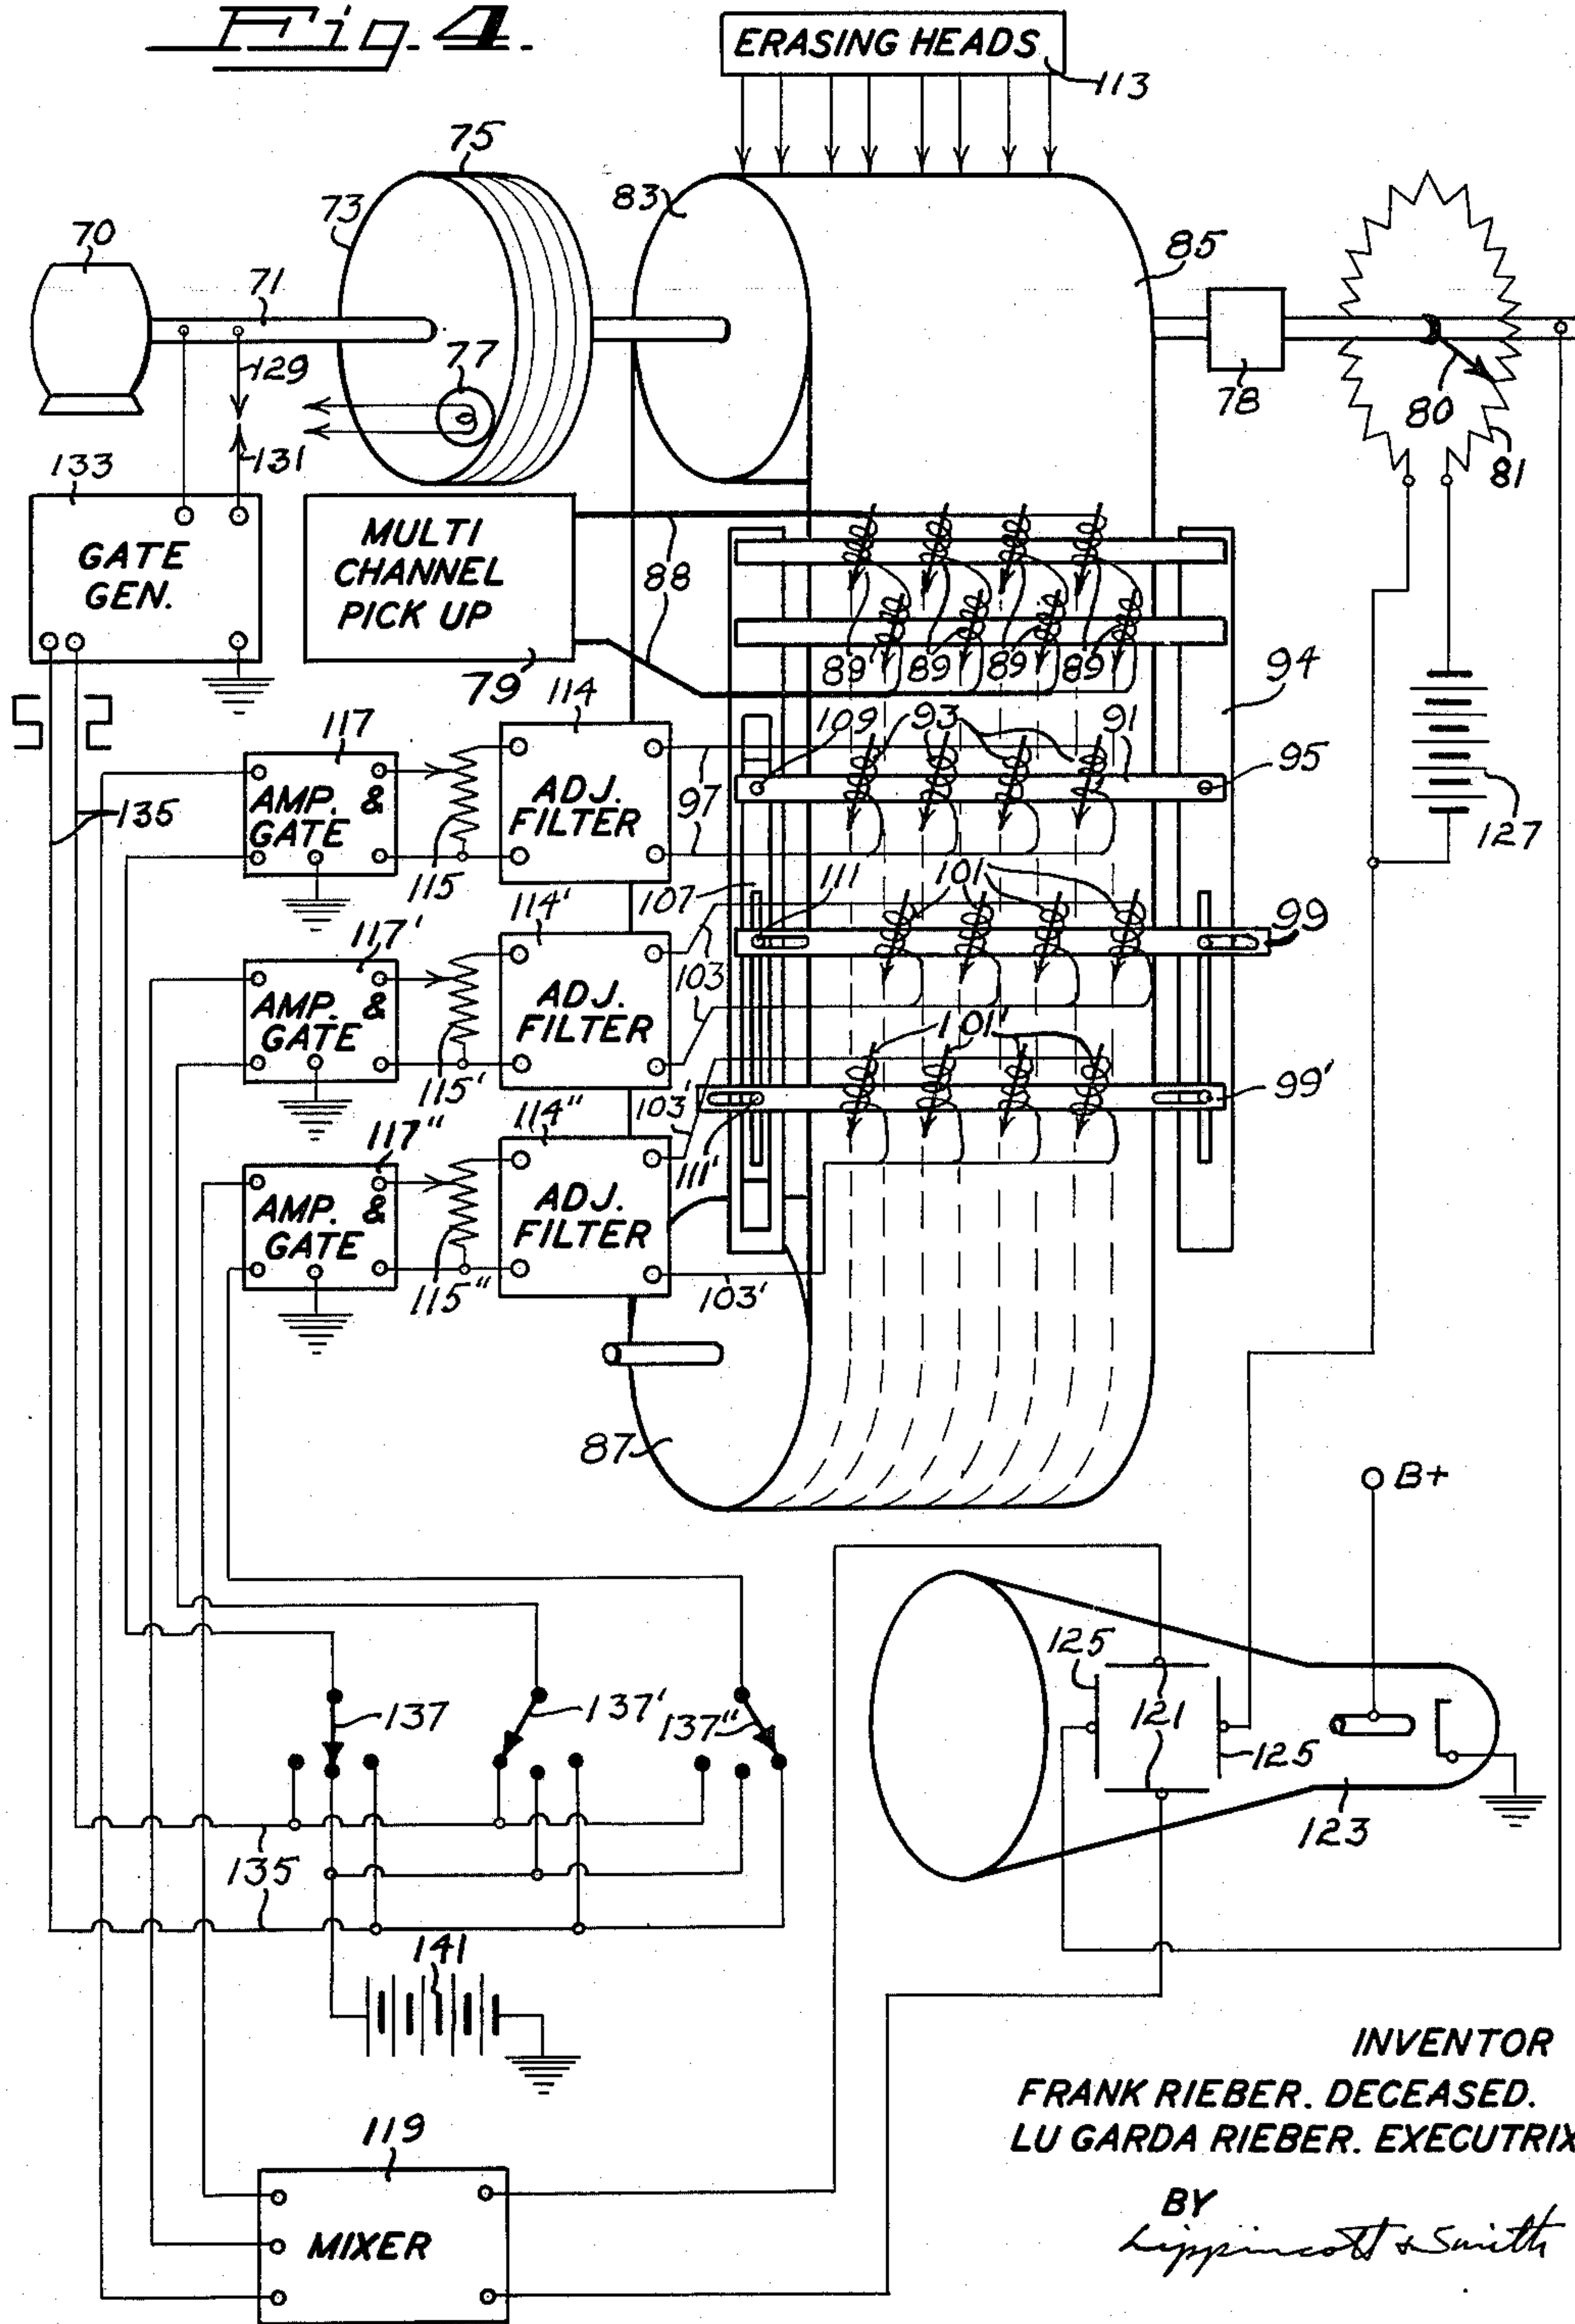 Fig. 4.
ERASING HEADS
113
75
73
83
70
71
85
77
129
78
80
81
133
131
GATE
GEN.
MULTI
CHANNEL
PICK UP
79
88
89 89 89 89
94
114
109
93
91
95
117
AMP. &
GATE
115
ADJ.
FILTER
97
127
135
107
111
101
99
114'
117'
AMP. &
GATE
115'
ADJ.
FILTER
103
101'
103'
99'
114"
117"
AMP. &
GATE
115"
ADJ.
FILTER
111'
103'
87
B+
125
121
125
123
137
137'
137"
135
141
119
MIXER
INVENTOR
FRANK RIEBER. DECEASED.
LU GARDA RIEBER. EXECUTRIX
BY
Lippincott & Smith